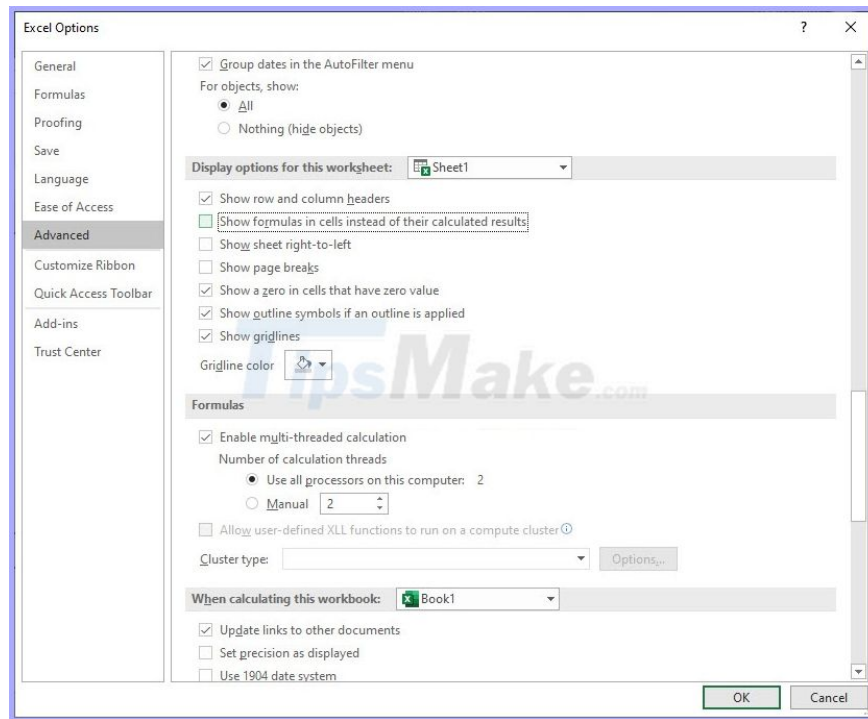 Excel Options
? ×
General
Formulas
Proofing
Save
Language
Ease of Access
Advanced
Customize Ribbon
Quick Access Toolbar
Add-ins
Trust Center
Group dates in the AutoFilter menu
For objects, show:
All
Nothing (hide objects)
Display options for this worksheet: Sheet1
Show row and column headers
Show formulas in cells instead of their calculated results
Show sheet right-to-left
Show page breaks
Show a zero in cells that have zero value
Show outline symbols if an outline is applied
Show gridlines
Gridline color
TipsMake.com
Formulas
Enable multi-threaded calculation
Number of calculation threads
Use all processors on this computer: 2
Manual 2
Allow user-defined XLL functions to run on a compute cluster
Cluster type: Options...
When calculating this workbook: Book1
Update links to other documents
Set precision as displayed
Use 1904 date system
OK Cancel